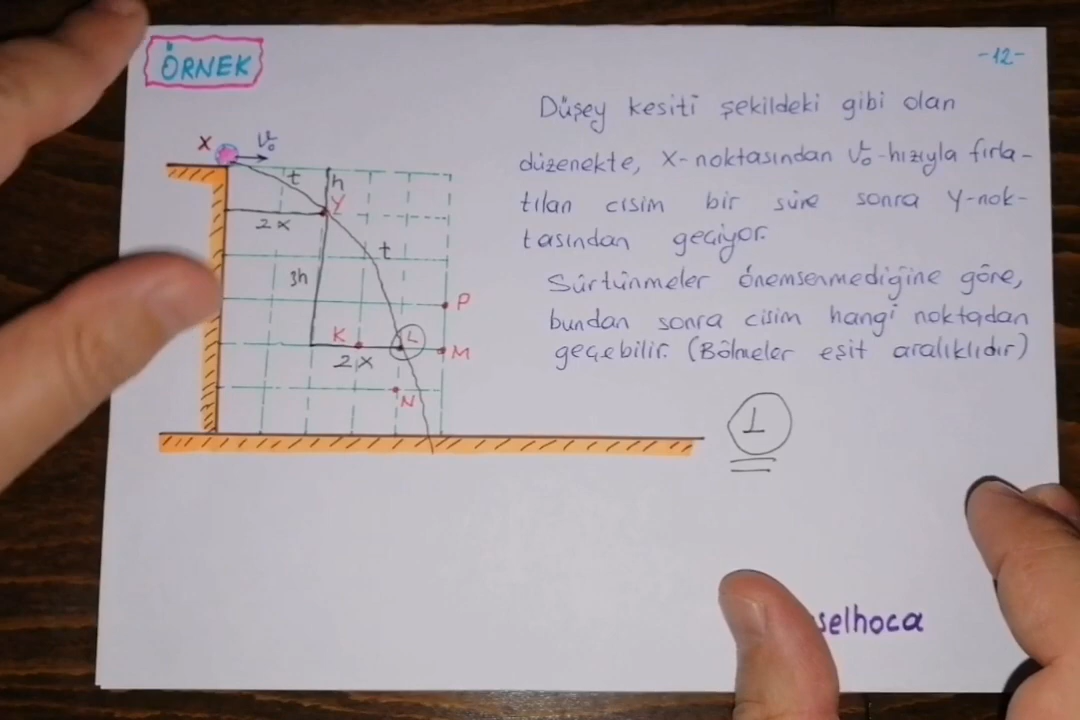 ÖRNEK
-12-
Düşey kesiti şekildeki gibi olan
düzenekte, X-noktasından V₀-hızıyla fırla-
tılan cisim bir süre sonra Y-nok-
tasından geçiyor.
Sürtünmeler önemsenmediğine göre,
bundan sonra cisim hangi noktadan
geçebilir. (Bölmeler eşit aralıklıdır)
X
V₀
t
h
Y
2x
t
3h
P
K
L
M
2x
N
L
selhoca